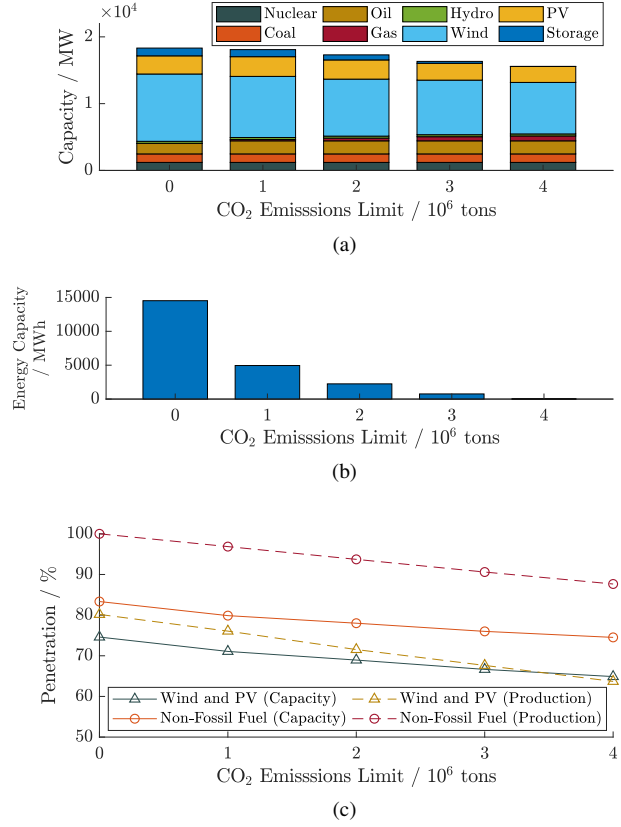 ×10⁴
Nuclear Oil Hydro PV
Coal Gas Wind Storage
Capacity / MW
2
1
0
0 1 2 3 4
CO₂ Emisssions Limit / 10⁶ tons
(a)
Energy Capacity
/ MWh
15000
10000
5000
0
0 1 2 3 4
CO₂ Emisssions Limit / 10⁶ tons
(b)
Penetration / %
100
90
80
70
60
50
Wind and PV (Capacity) Wind and PV (Production)
Non-Fossil Fuel (Capacity) Non-Fossil Fuel (Production)
0 1 2 3 4
CO₂ Emisssions Limit / 10⁶ tons
(c)